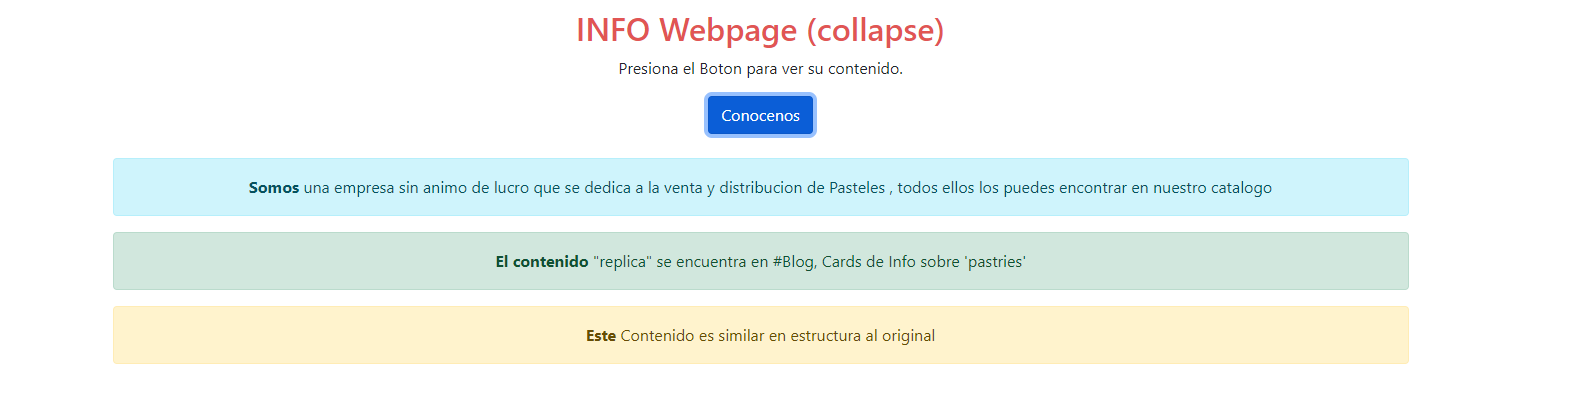 INFO Webpage (collapse)
Presiona el Boton para ver su contenido.
Conocenos
Somos una empresa sin animo de lucro que se dedica a la venta y distribucion de Pasteles , todos ellos los puedes encontrar en nuestro catalogo
El contenido "replica" se encuentra en #Blog, Cards de Info sobre 'pastries'
Este Contenido es similar en estructura al original